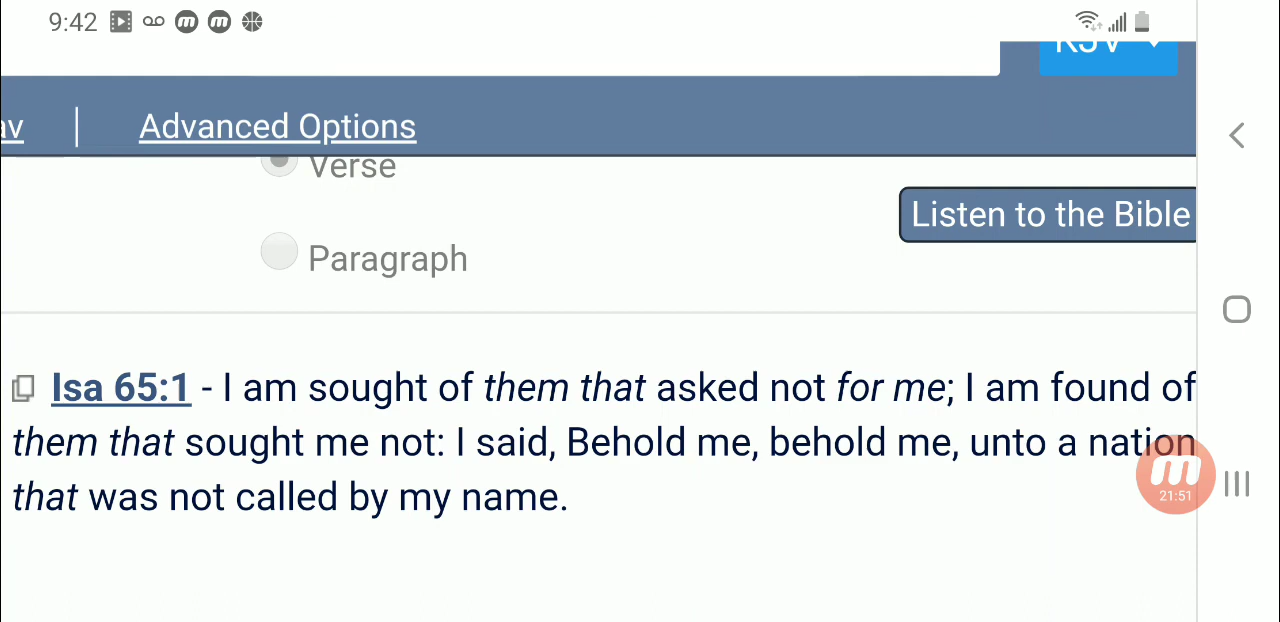 9:42
KJV
av | Advanced Options
Verse
Listen to the Bible
Paragraph
Isa 65:1 - I am sought of them that asked not for me; I am found of
them that sought me not: I said, Behold me, behold me, unto a nation
that was not called by my name.
21:51